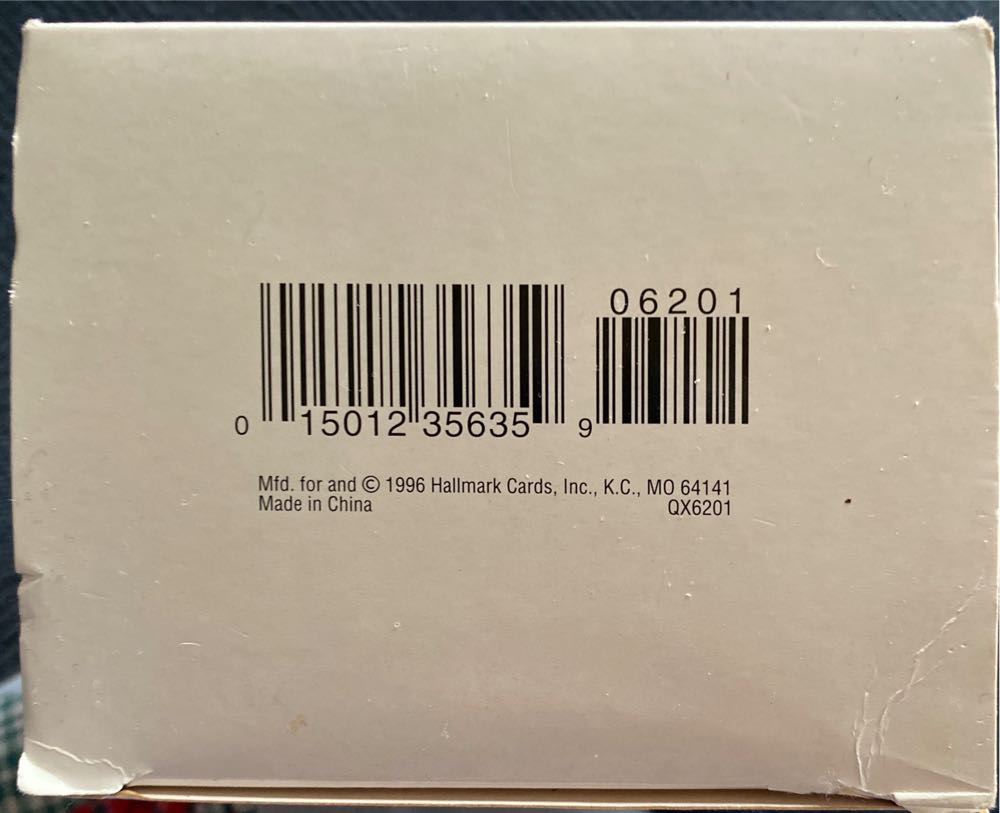 06201
0 15012 35635 9
Mfd. for and © 1996 Hallmark Cards, Inc., K.C., MO 64141
Made in China QX6201